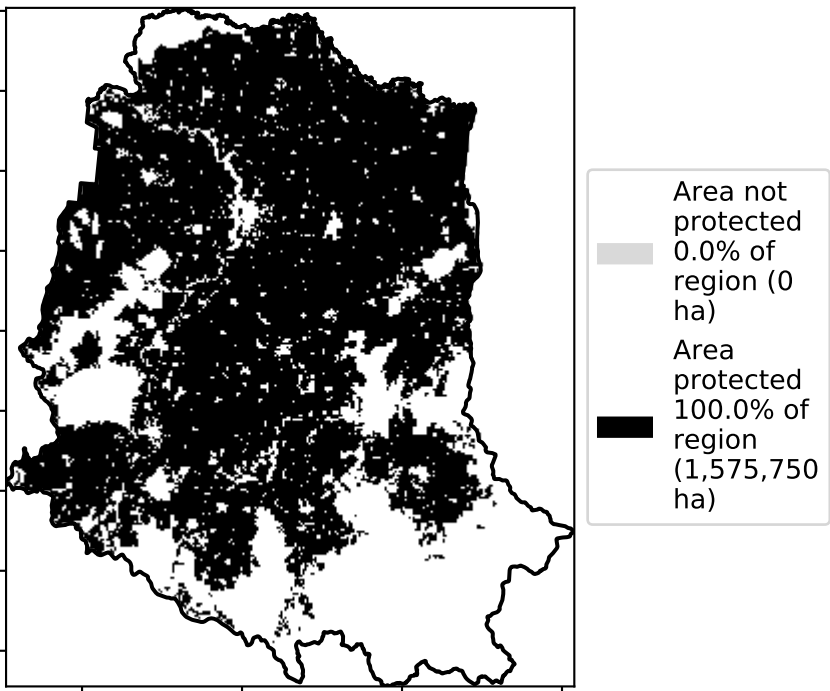 Area not
protected
0.0% of
region (0
ha)
Area
protected
100.0% of
region
(1,575,750
ha)